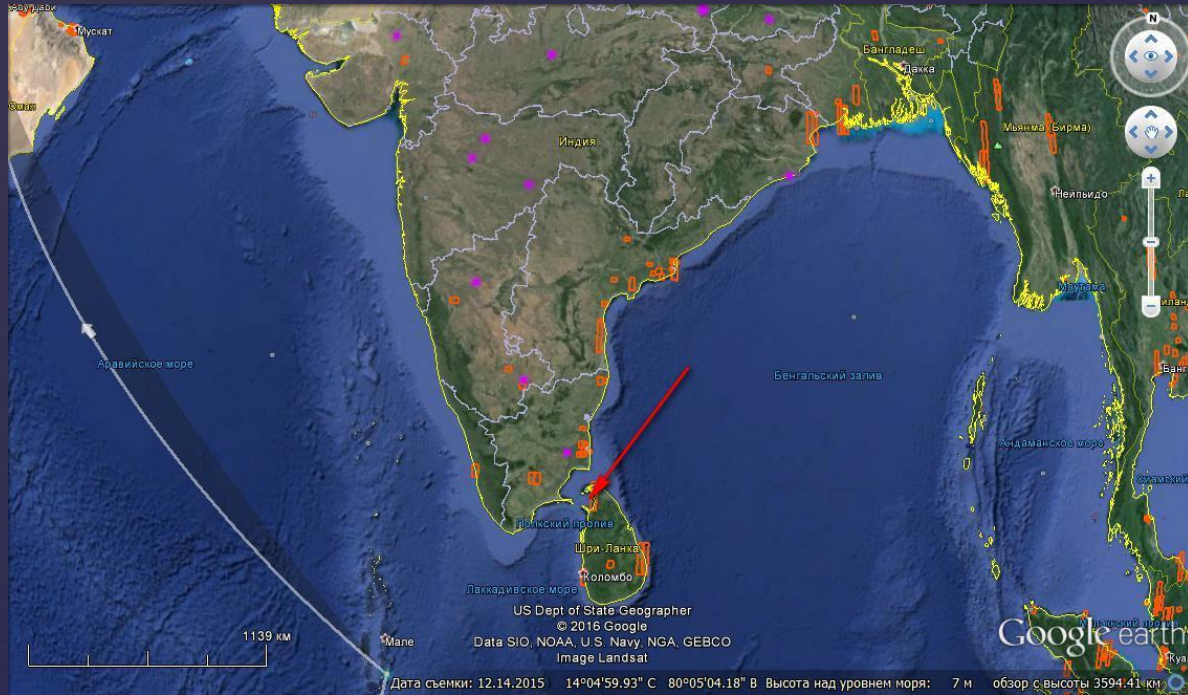 Абу-Даби
Мускат
Оман
Бангладеш
Дакка
Мьянма (Бирма)
Нейпьидо
Индия
Моутама
Аравийское море
Бенгальский залив
Андаманское море
Полкский пролив
Шри-Ланка
Коломбо
Лаккадивское море
Мале
N
1139 км
US Dept of State Geographer
© 2016 Google
Data SIO, NOAA, U.S. Navy, NGA, GEBCO
Image Landsat
Google earth
Дата съемки: 12.14.2015 14°04'59.93" С 80°05'04.18" В Высота над уровнем моря: 7 м обзор с высоты 3594.41 км